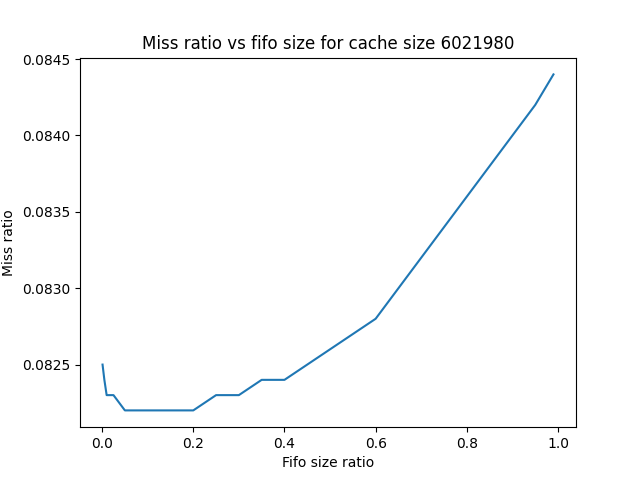 Miss ratio vs fifo size for cache size 6021980
0.0845
0.0840
0.0835
0.0830
0.0825
Miss ratio
0.0 0.2 0.4 0.6 0.8 1.0
Fifo size ratio